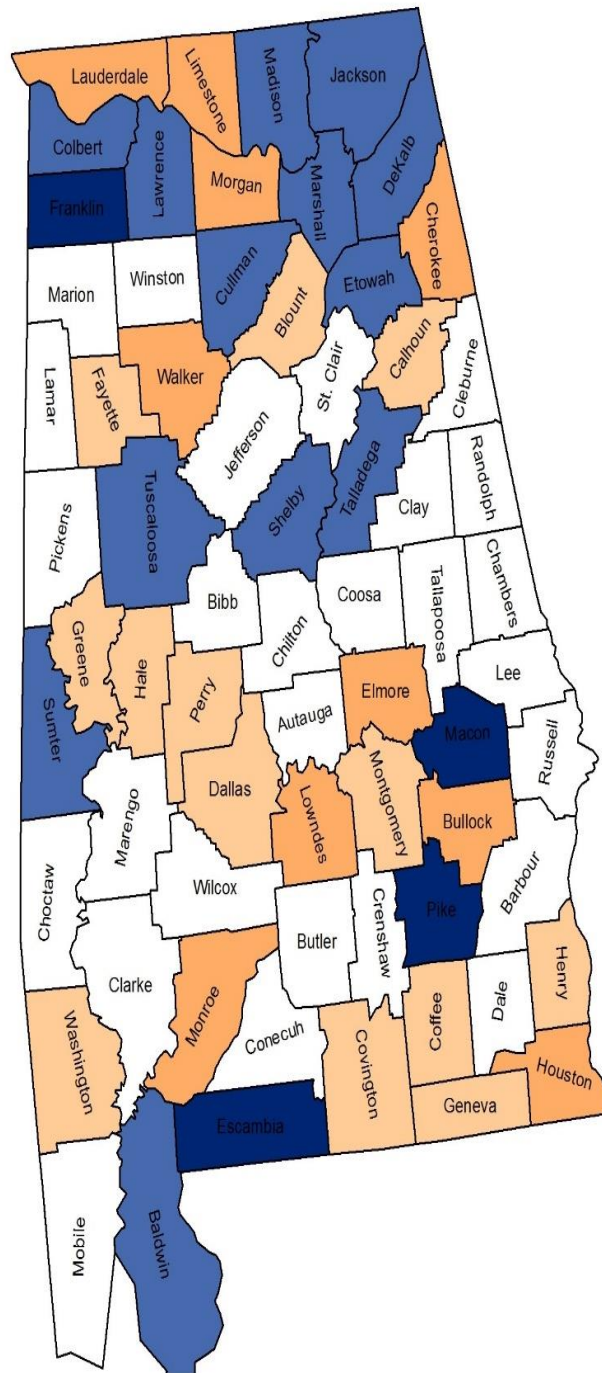 Madison
Jackson
Lauderdale
Limestone
Colbert
Lawrence
DeKalb
Morgan
Marshall
Franklin
Cherokee
Cullman
Etowah
Winston
Marion
Blount
Calhoun
St. Clair
Cleburne
Walker
Lamar
Fayette
Jefferson
Talladega
Randolph
Shelby
Tuscaloosa
Clay
Pickens
Chambers
Coosa
Tallapoosa
Bibb
Chilton
Greene
Hale
Lee
Perry
Elmore
Sumter
Autauga
Macon
Russell
Dallas
Montgomery
Marengo
Lowndes
Bullock
Barbour
Choctaw
Wilcox
Pike
Crenshaw
Butler
Henry
Clarke
Dale
Coffee
Monroe
Conecuh
Washington
Covington
Houston
Geneva
Escambia
Baldwin
Mobile